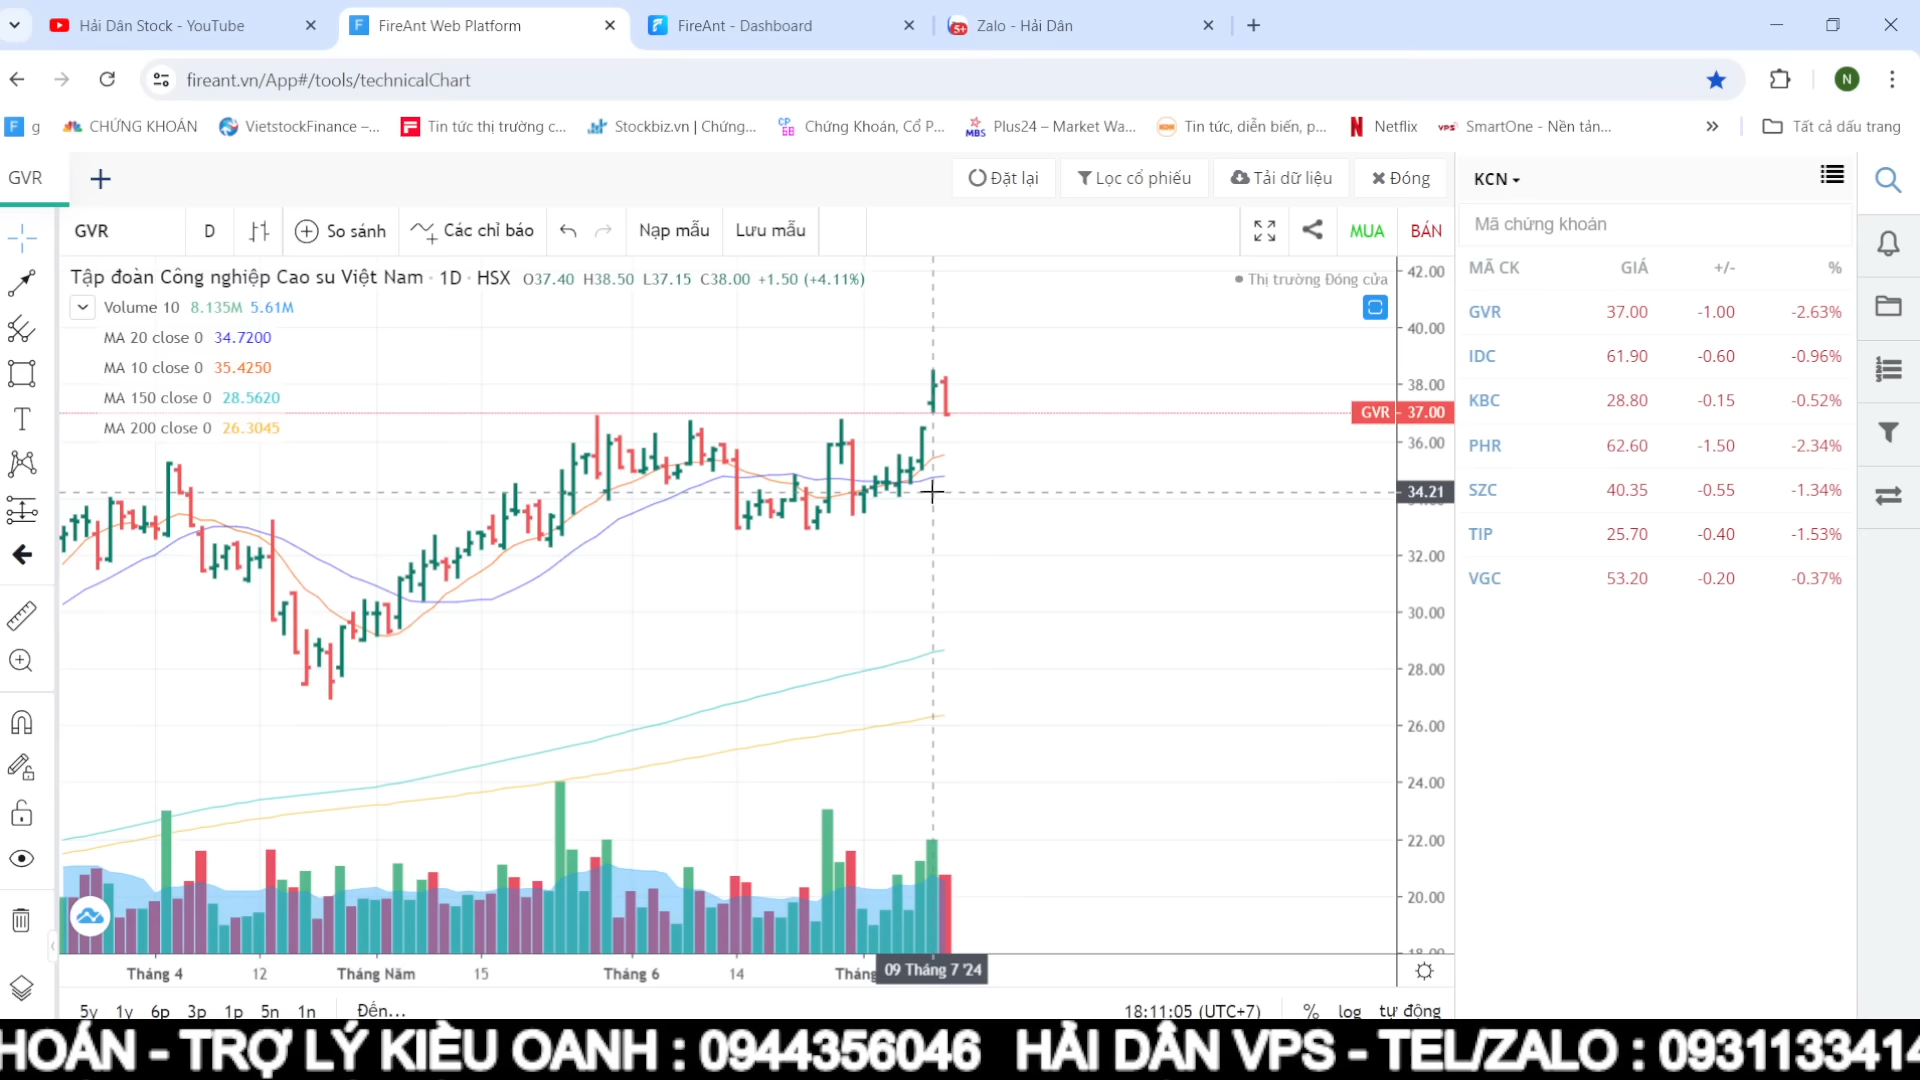 Hải Dân Stock - YouTube
FireAnt Web Platform
FireAnt - Dashboard
Zalo - Hải Dân
fireant.vn/App#/tools/technicalChart
N
g
CHỨNG KHOÁN
VietstockFinance –...
Tin tức thị trường c...
Stockbiz.vn | Chứng...
Chứng Khoán, Cổ P...
Plus24 – Market Wa...
Tin tức, diễn biến, p...
Netflix
SmartOne - Nền tản...
Tất cả dấu trang
GVR
Đặt lại
Lọc cổ phiếu
Tải dữ liệu
Đóng
KCN
GVR
D
So sánh
Các chỉ báo
Nạp mẫu
Lưu mẫu
MUA
BÁN
Mã chứng khoán
Tập đoàn Công nghiệp Cao su Việt Nam · 1D · HSX O37.40 H38.50 L37.15 C38.00 +1.50 (+4.11%)
Thị trường Đóng cửa
Volume 10 8.135M 5.61M
MA 20 close 0 34.7200
MA 10 close 0 35.4250
MA 150 close 0 28.5620
MA 200 close 0 26.3045
42.00
40.00
38.00
GVR 37.00
36.00
34.21
32.00
30.00
28.00
26.00
24.00
22.00
20.00
18.00
MÃ CK GIÁ +/- %
GVR 37.00 -1.00 -2.63%
IDC 61.90 -0.60 -0.96%
KBC 28.80 -0.15 -0.52%
PHR 62.60 -1.50 -2.34%
SZC 40.35 -0.55 -1.34%
TIP 25.70 -0.40 -1.53%
VGC 53.20 -0.20 -0.37%
Tháng 4 12 Tháng Năm 15 Tháng 6 14 Tháng 09 Tháng 7 '24
5y 1y 6p 3p 1p 5n 1n Đến...
18:11:05 (UTC+7) % log tự động
HOÁN - TRỢ LÝ KIỀU OANH : 0944356046 HẢI DÂN VPS - TEL/ZALO : 0931133414